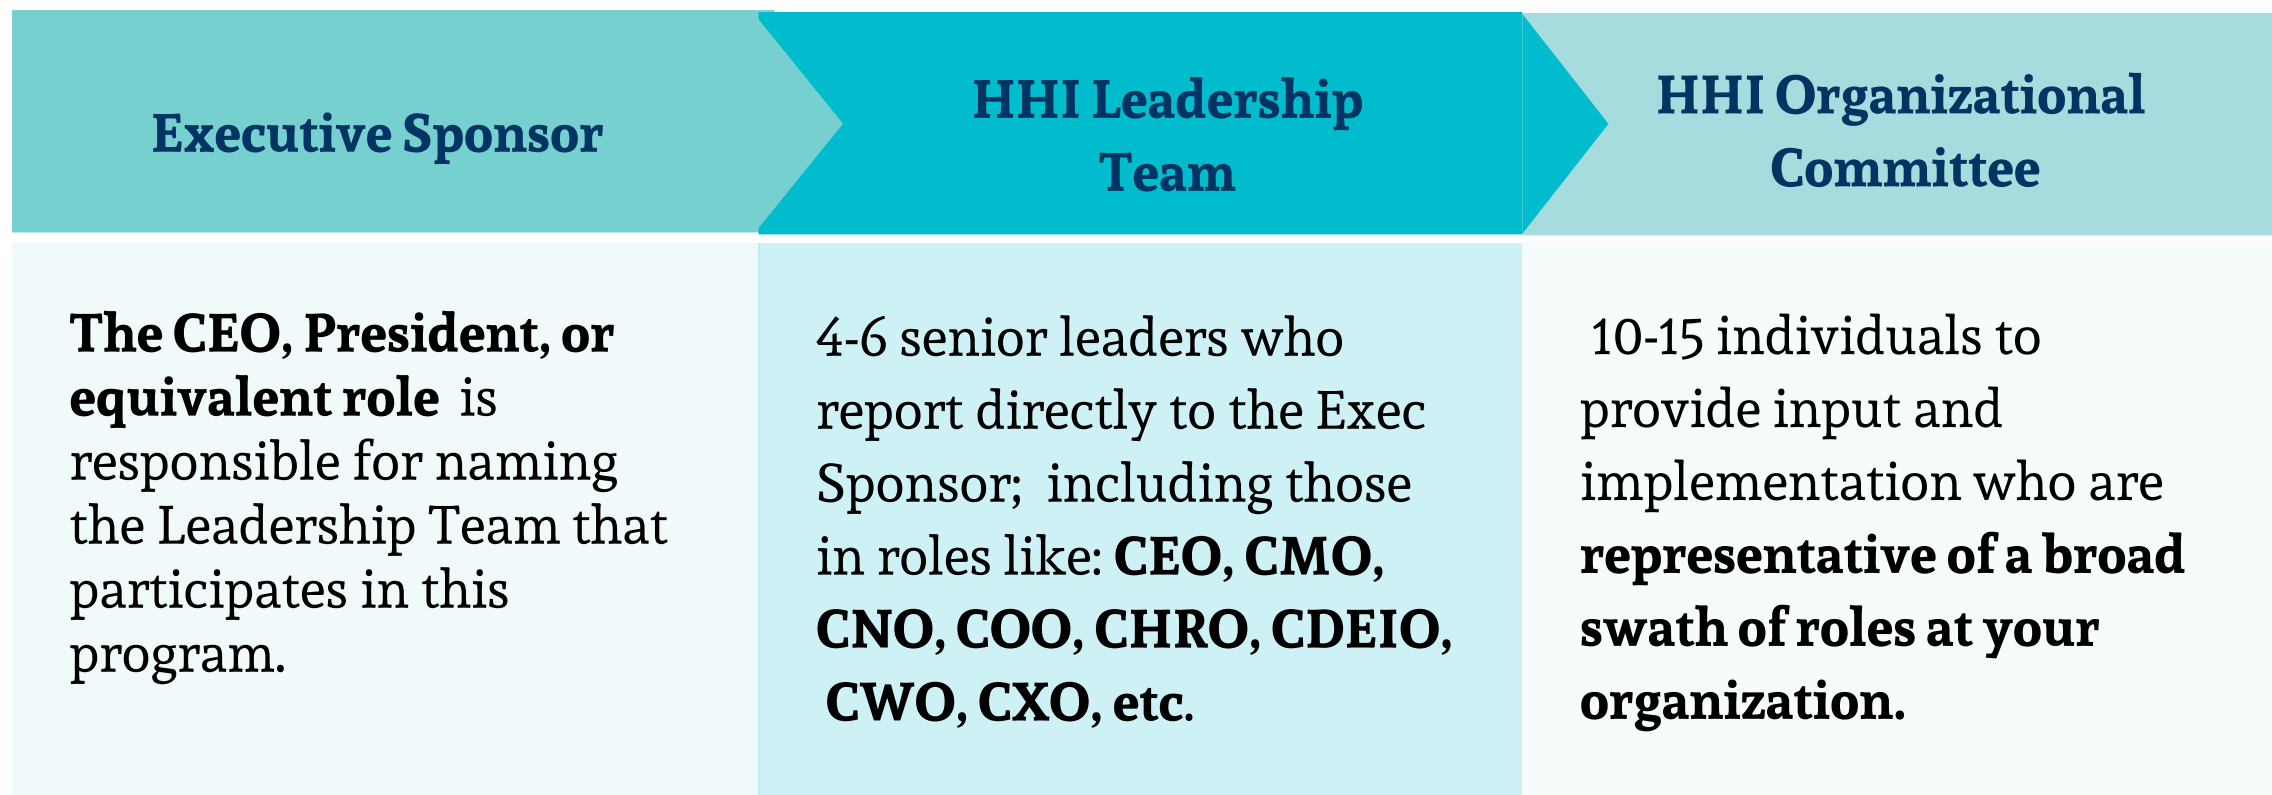 Executive Sponsor
HHI Leadership
Team
HHI Organizational
Committee
The CEO, President, or
equivalent role is
responsible for naming
the Leadership Team that
participates in this
program.
4-6 senior leaders who
report directly to the Exec
Sponsor; including those
in roles like: CEO, CMO,
CNO, COO, CHRO, CDEIO,
CWO, CXO, etc.
10-15 individuals to
provide input and
implementation who are
representative of a broad
swath of roles at your
organization.